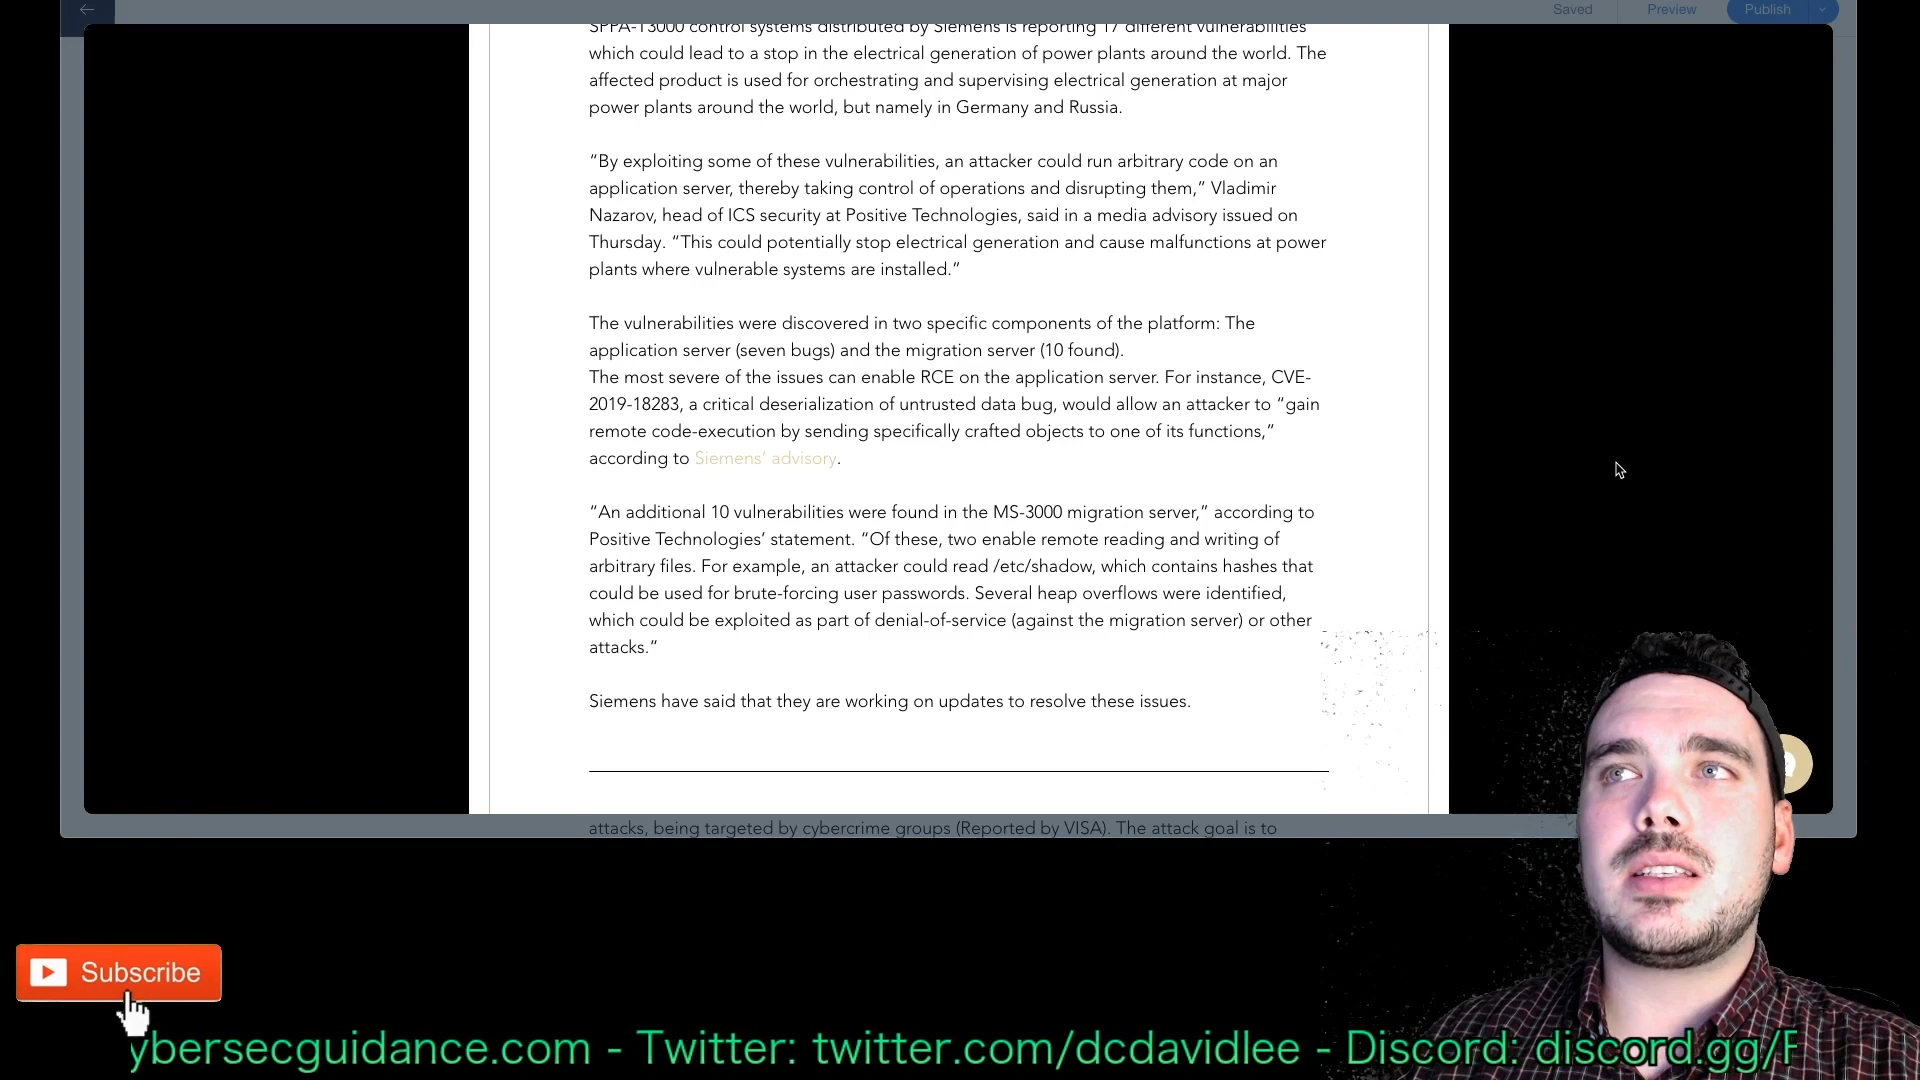 Saved Preview Publish
SPPA-T3000 control systems distributed by Siemens is reporting 17 different vulnerabilities
which could lead to a stop in the electrical generation of power plants around the world. The
affected product is used for orchestrating and supervising electrical generation at major
power plants around the world, but namely in Germany and Russia.
“By exploiting some of these vulnerabilities, an attacker could run arbitrary code on an
application server, thereby taking control of operations and disrupting them,” Vladimir
Nazarov, head of ICS security at Positive Technologies, said in a media advisory issued on
Thursday. “This could potentially stop electrical generation and cause malfunctions at power
plants where vulnerable systems are installed.”
The vulnerabilities were discovered in two specific components of the platform: The
application server (seven bugs) and the migration server (10 found).
The most severe of the issues can enable RCE on the application server. For instance, CVE-
2019-18283, a critical deserialization of untrusted data bug, would allow an attacker to “gain
remote code-execution by sending specifically crafted objects to one of its functions,”
according to Siemens’ advisory.
“An additional 10 vulnerabilities were found in the MS-3000 migration server,” according to
Positive Technologies’ statement. “Of these, two enable remote reading and writing of
arbitrary files. For example, an attacker could read /etc/shadow, which contains hashes that
could be used for brute-forcing user passwords. Several heap overflows were identified,
which could be exploited as part of denial-of-service (against the migration server) or other
attacks.”
Siemens have said that they are working on updates to resolve these issues.
attacks, being targeted by cybercrime groups (Reported by VISA). The attack goal is to
Subscribe
ybersecguidance.com - Twitter: twitter.com/dcdavidlee - Discord: discord.gg/F